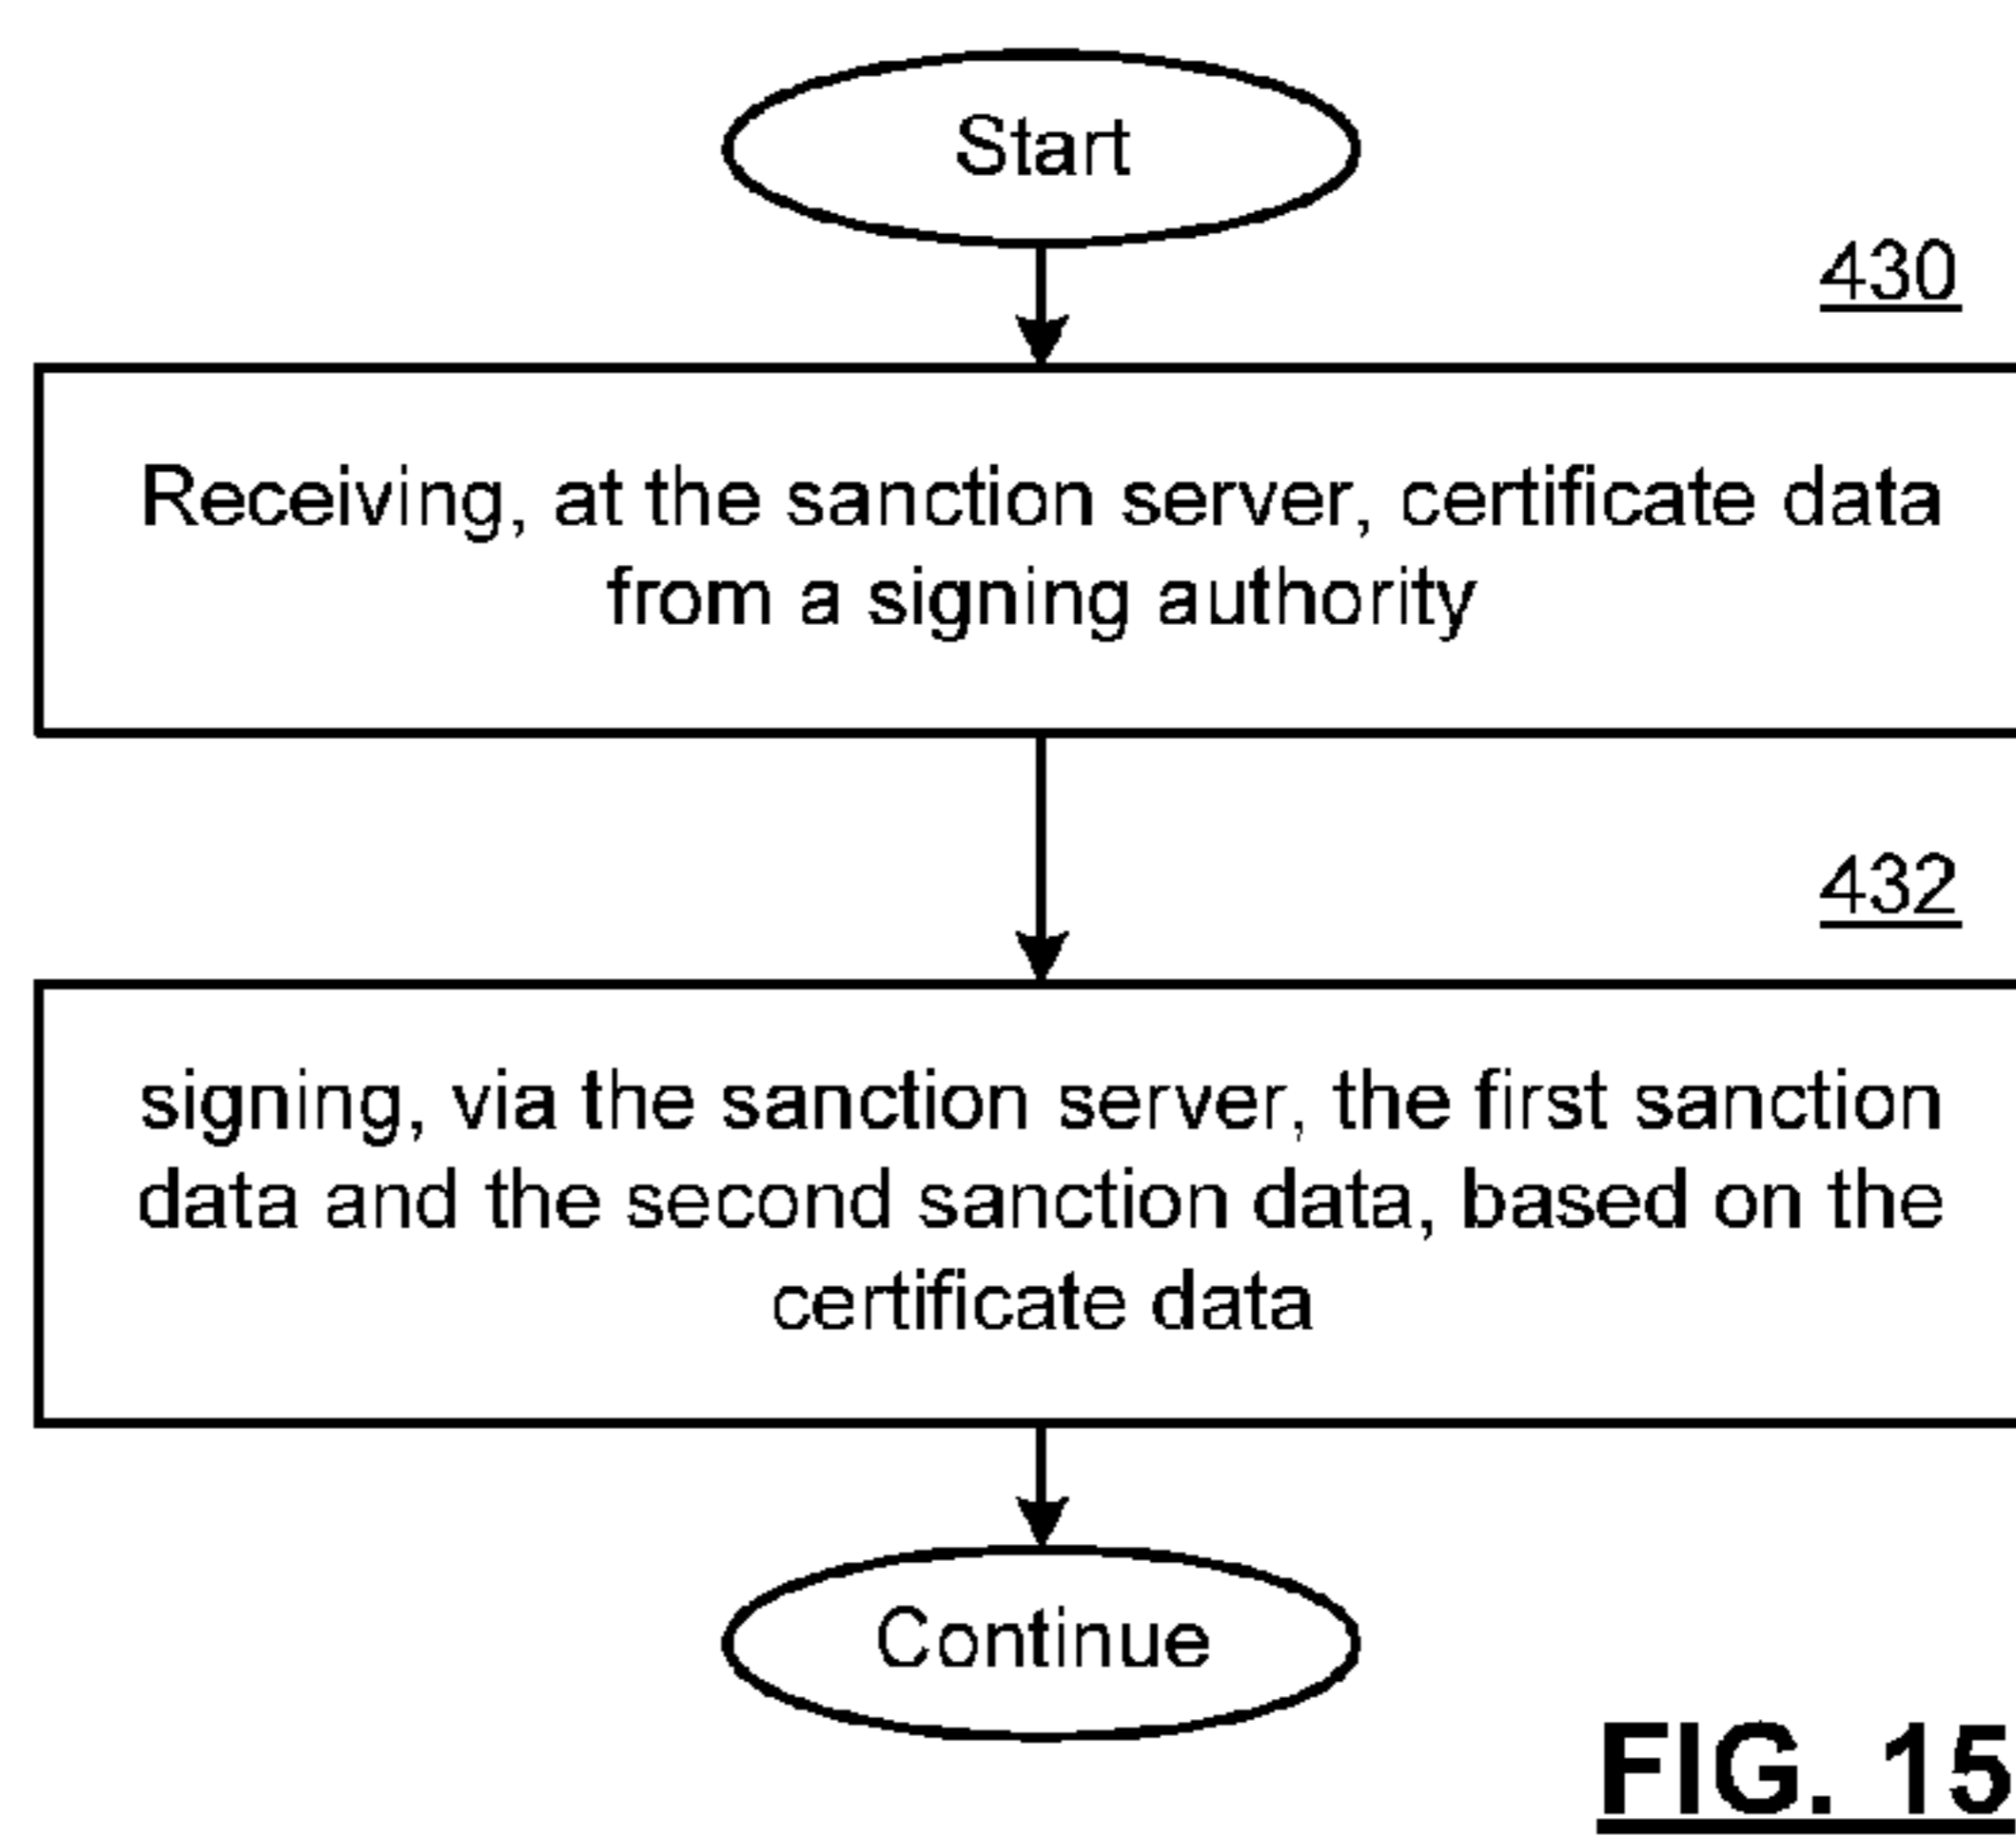 Start
430
Receiving, at the sanction server, certificate data
from a signing authority
432
signing, via the sanction server, the first sanction
data and the second sanction data, based on the
certificate data
Continue
FIG. 15